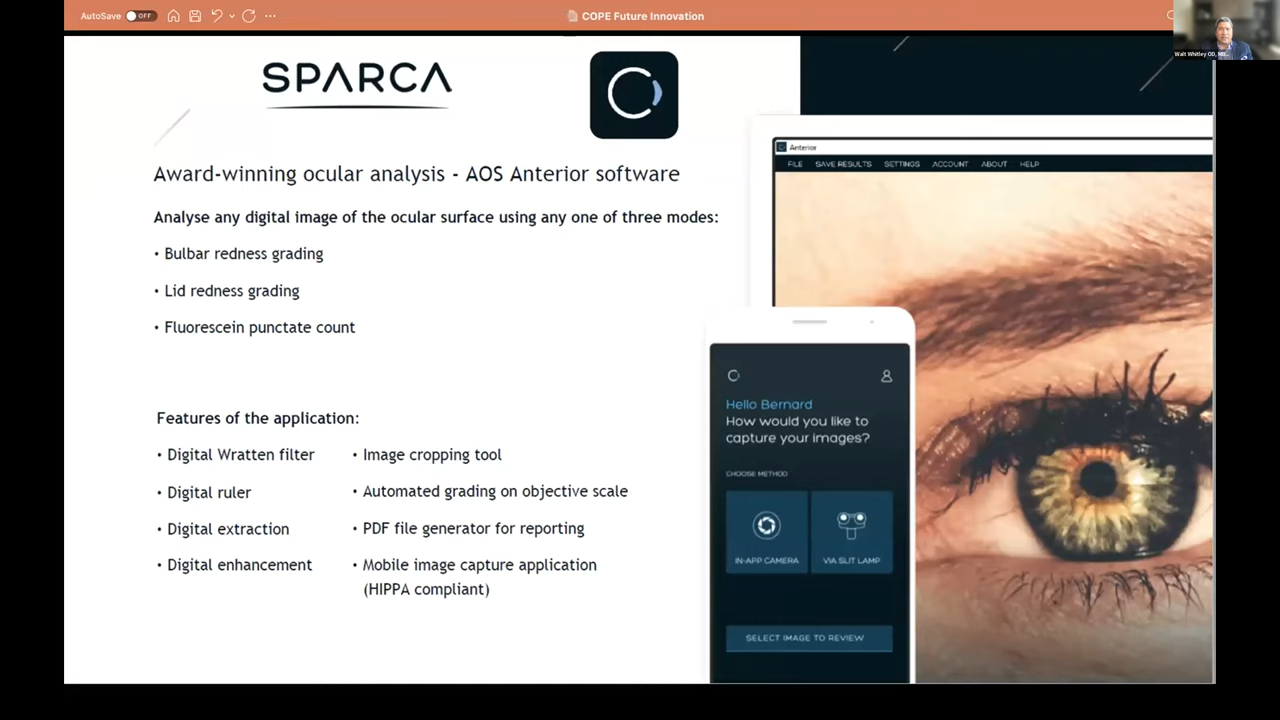 AutoSave OFF
COPE Future Innovation
Walt Whitley OD, MB...
SPARCA
Award-winning ocular analysis - AOS Anterior software
Analyse any digital image of the ocular surface using any one of three modes:
• Bulbar redness grading
• Lid redness grading
• Fluorescein punctate count
Features of the application:
• Digital Wratten filter
• Digital ruler
• Digital extraction
• Digital enhancement
• Image cropping tool
• Automated grading on objective scale
• PDF file generator for reporting
• Mobile image capture application
(HIPPA compliant)
Anterior
FILE SAVE RESULTS SETTINGS ACCOUNT ABOUT HELP
Hello Bernard
How would you like to
capture your images?
CHOOSE METHOD
IN-APP CAMERA VIA SLIT LAMP
SELECT IMAGE TO REVIEW